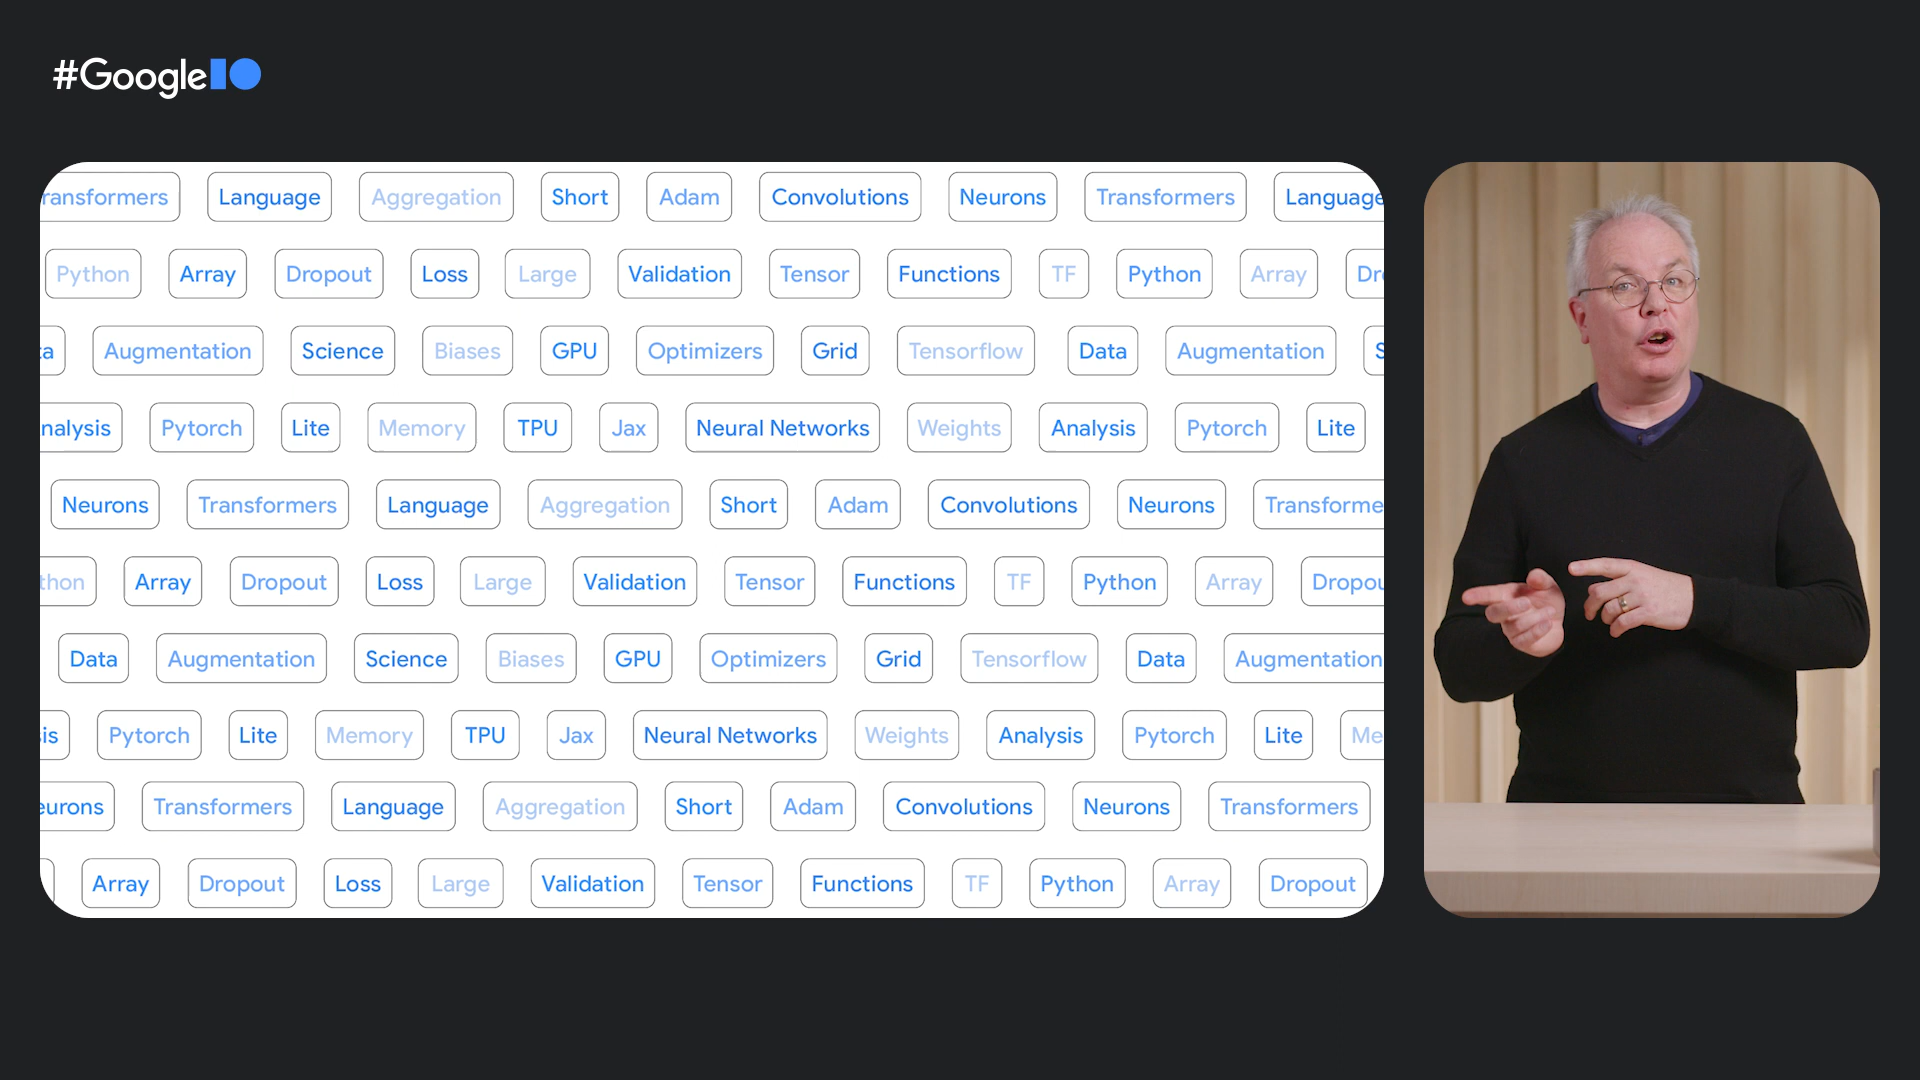 #GoogleIO
ransformers Language Aggregation Short Adam Convolutions Neurons Transformers Language
Python Array Dropout Loss Large Validation Tensor Functions TF Python Array Dro
ta Augmentation Science Biases GPU Optimizers Grid Tensorflow Data Augmentation S
nalysis Pytorch Lite Memory TPU Jax Neural Networks Weights Analysis Pytorch Lite
Neurons Transformers Language Aggregation Short Adam Convolutions Neurons Transforme
thon Array Dropout Loss Large Validation Tensor Functions TF Python Array Dropou
Data Augmentation Science Biases GPU Optimizers Grid Tensorflow Data Augmentation
is Pytorch Lite Memory TPU Jax Neural Networks Weights Analysis Pytorch Lite Me
eurons Transformers Language Aggregation Short Adam Convolutions Neurons Transformers
Array Dropout Loss Large Validation Tensor Functions TF Python Array Dropout